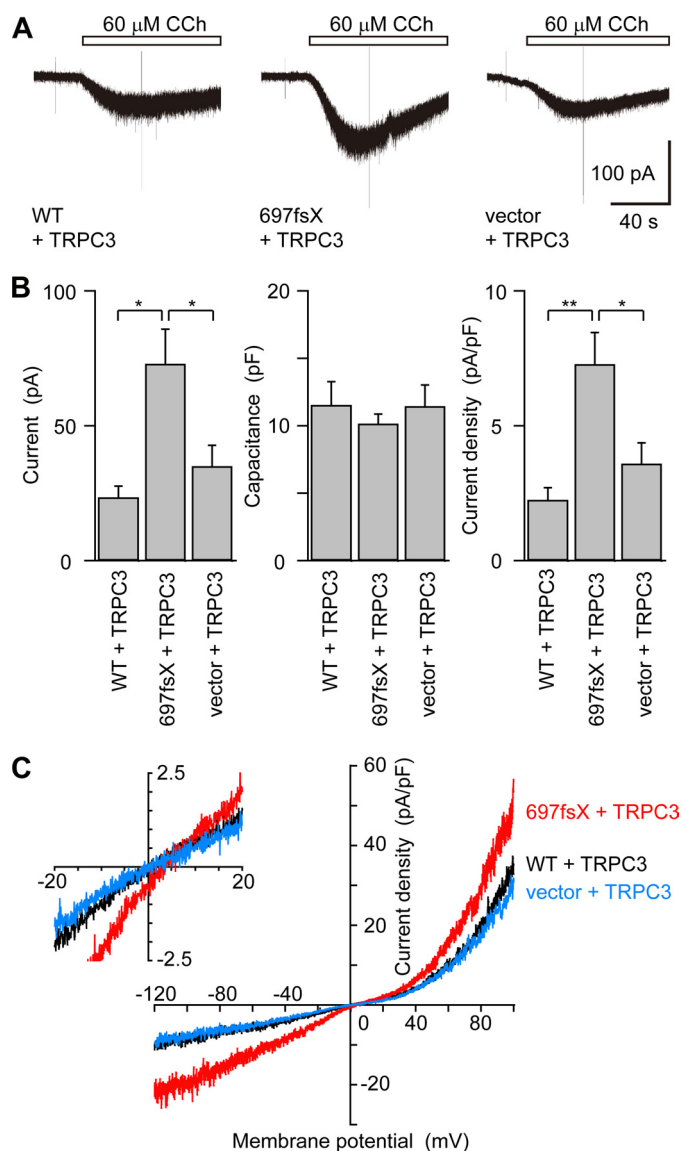 A
60 μM CCh
60 μM CCh
60 μM CCh
WT
+ TRPC3
697fsX
+ TRPC3
vector
+ TRPC3
100 pA
40 s
B
Current (pA)
100
50
0
WT + TRPC3
697fsX + TRPC3
vector + TRPC3
* *
Capacitance (pF)
20
10
0
WT + TRPC3
697fsX + TRPC3
vector + TRPC3
Current density (pA/pF)
10
5
0
WT + TRPC3
697fsX + TRPC3
vector + TRPC3
** *
C
2.5
-20
20
-2.5
Current density (pA/pF)
60
40
20
-20
-120
-80
-40
0
40
80
697fsX + TRPC3
WT + TRPC3
vector + TRPC3
Membrane potential (mV)